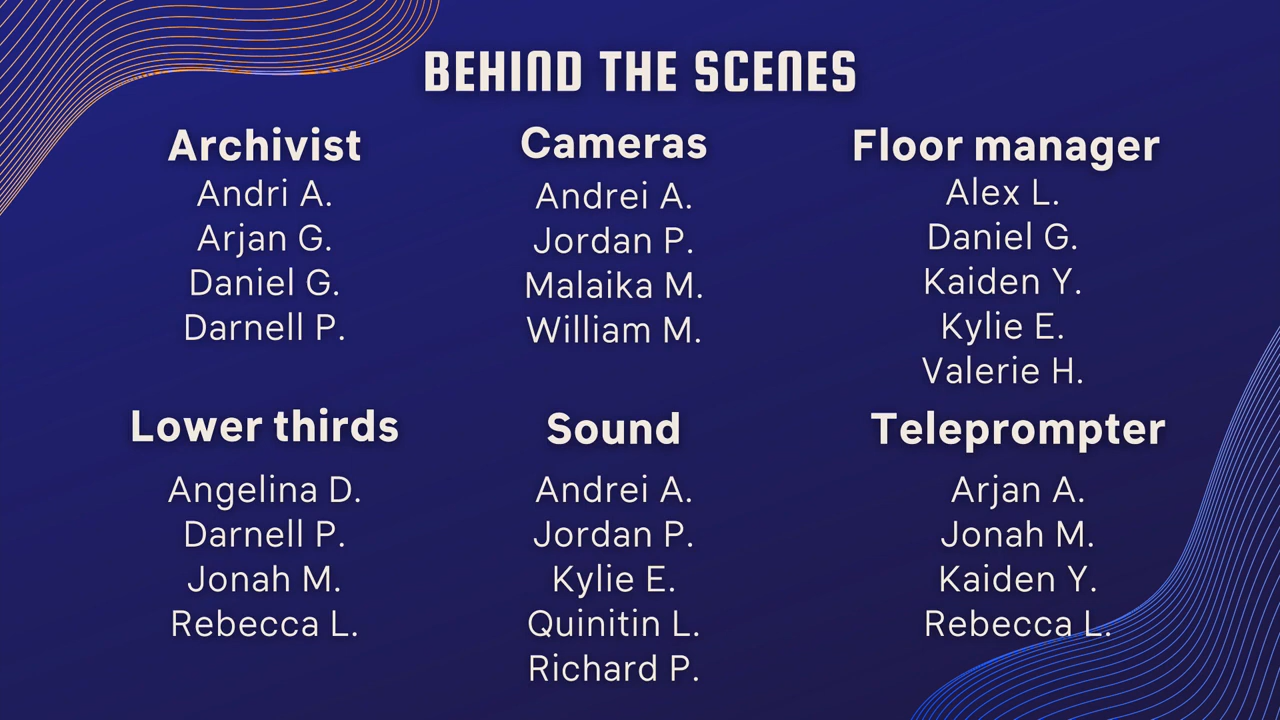 BEHIND THE SCENES
Archivist
Andri A.
Arjan G.
Daniel G.
Darnell P.
Cameras
Andrei A.
Jordan P.
Malaika M.
William M.
Floor manager
Alex L.
Daniel G.
Kaiden Y.
Kylie E.
Valerie H.
Lower thirds
Angelina D.
Darnell P.
Jonah M.
Rebecca L.
Sound
Andrei A.
Jordan P.
Kylie E.
Quinitin L.
Richard P.
Teleprompter
Arjan A.
Jonah M.
Kaiden Y.
Rebecca L.